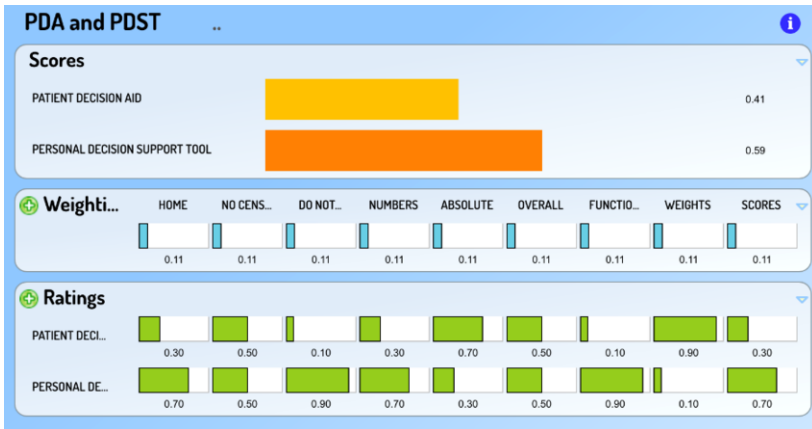 PDA and PDST ..
i
Scores
PATIENT DECISION AID 0.41
PERSONAL DECISION SUPPORT TOOL 0.59
Weighti... HOME NO CENS... DO NOT... NUMBERS ABSOLUTE OVERALL FUNCTIO... WEIGHTS SCORES
0.11 0.11 0.11 0.11 0.11 0.11 0.11 0.11 0.11
Ratings
PATIENT DECI...
0.30 0.50 0.10 0.30 0.70 0.50 0.10 0.90 0.30
PERSONAL DE...
0.70 0.50 0.90 0.70 0.30 0.50 0.90 0.10 0.70